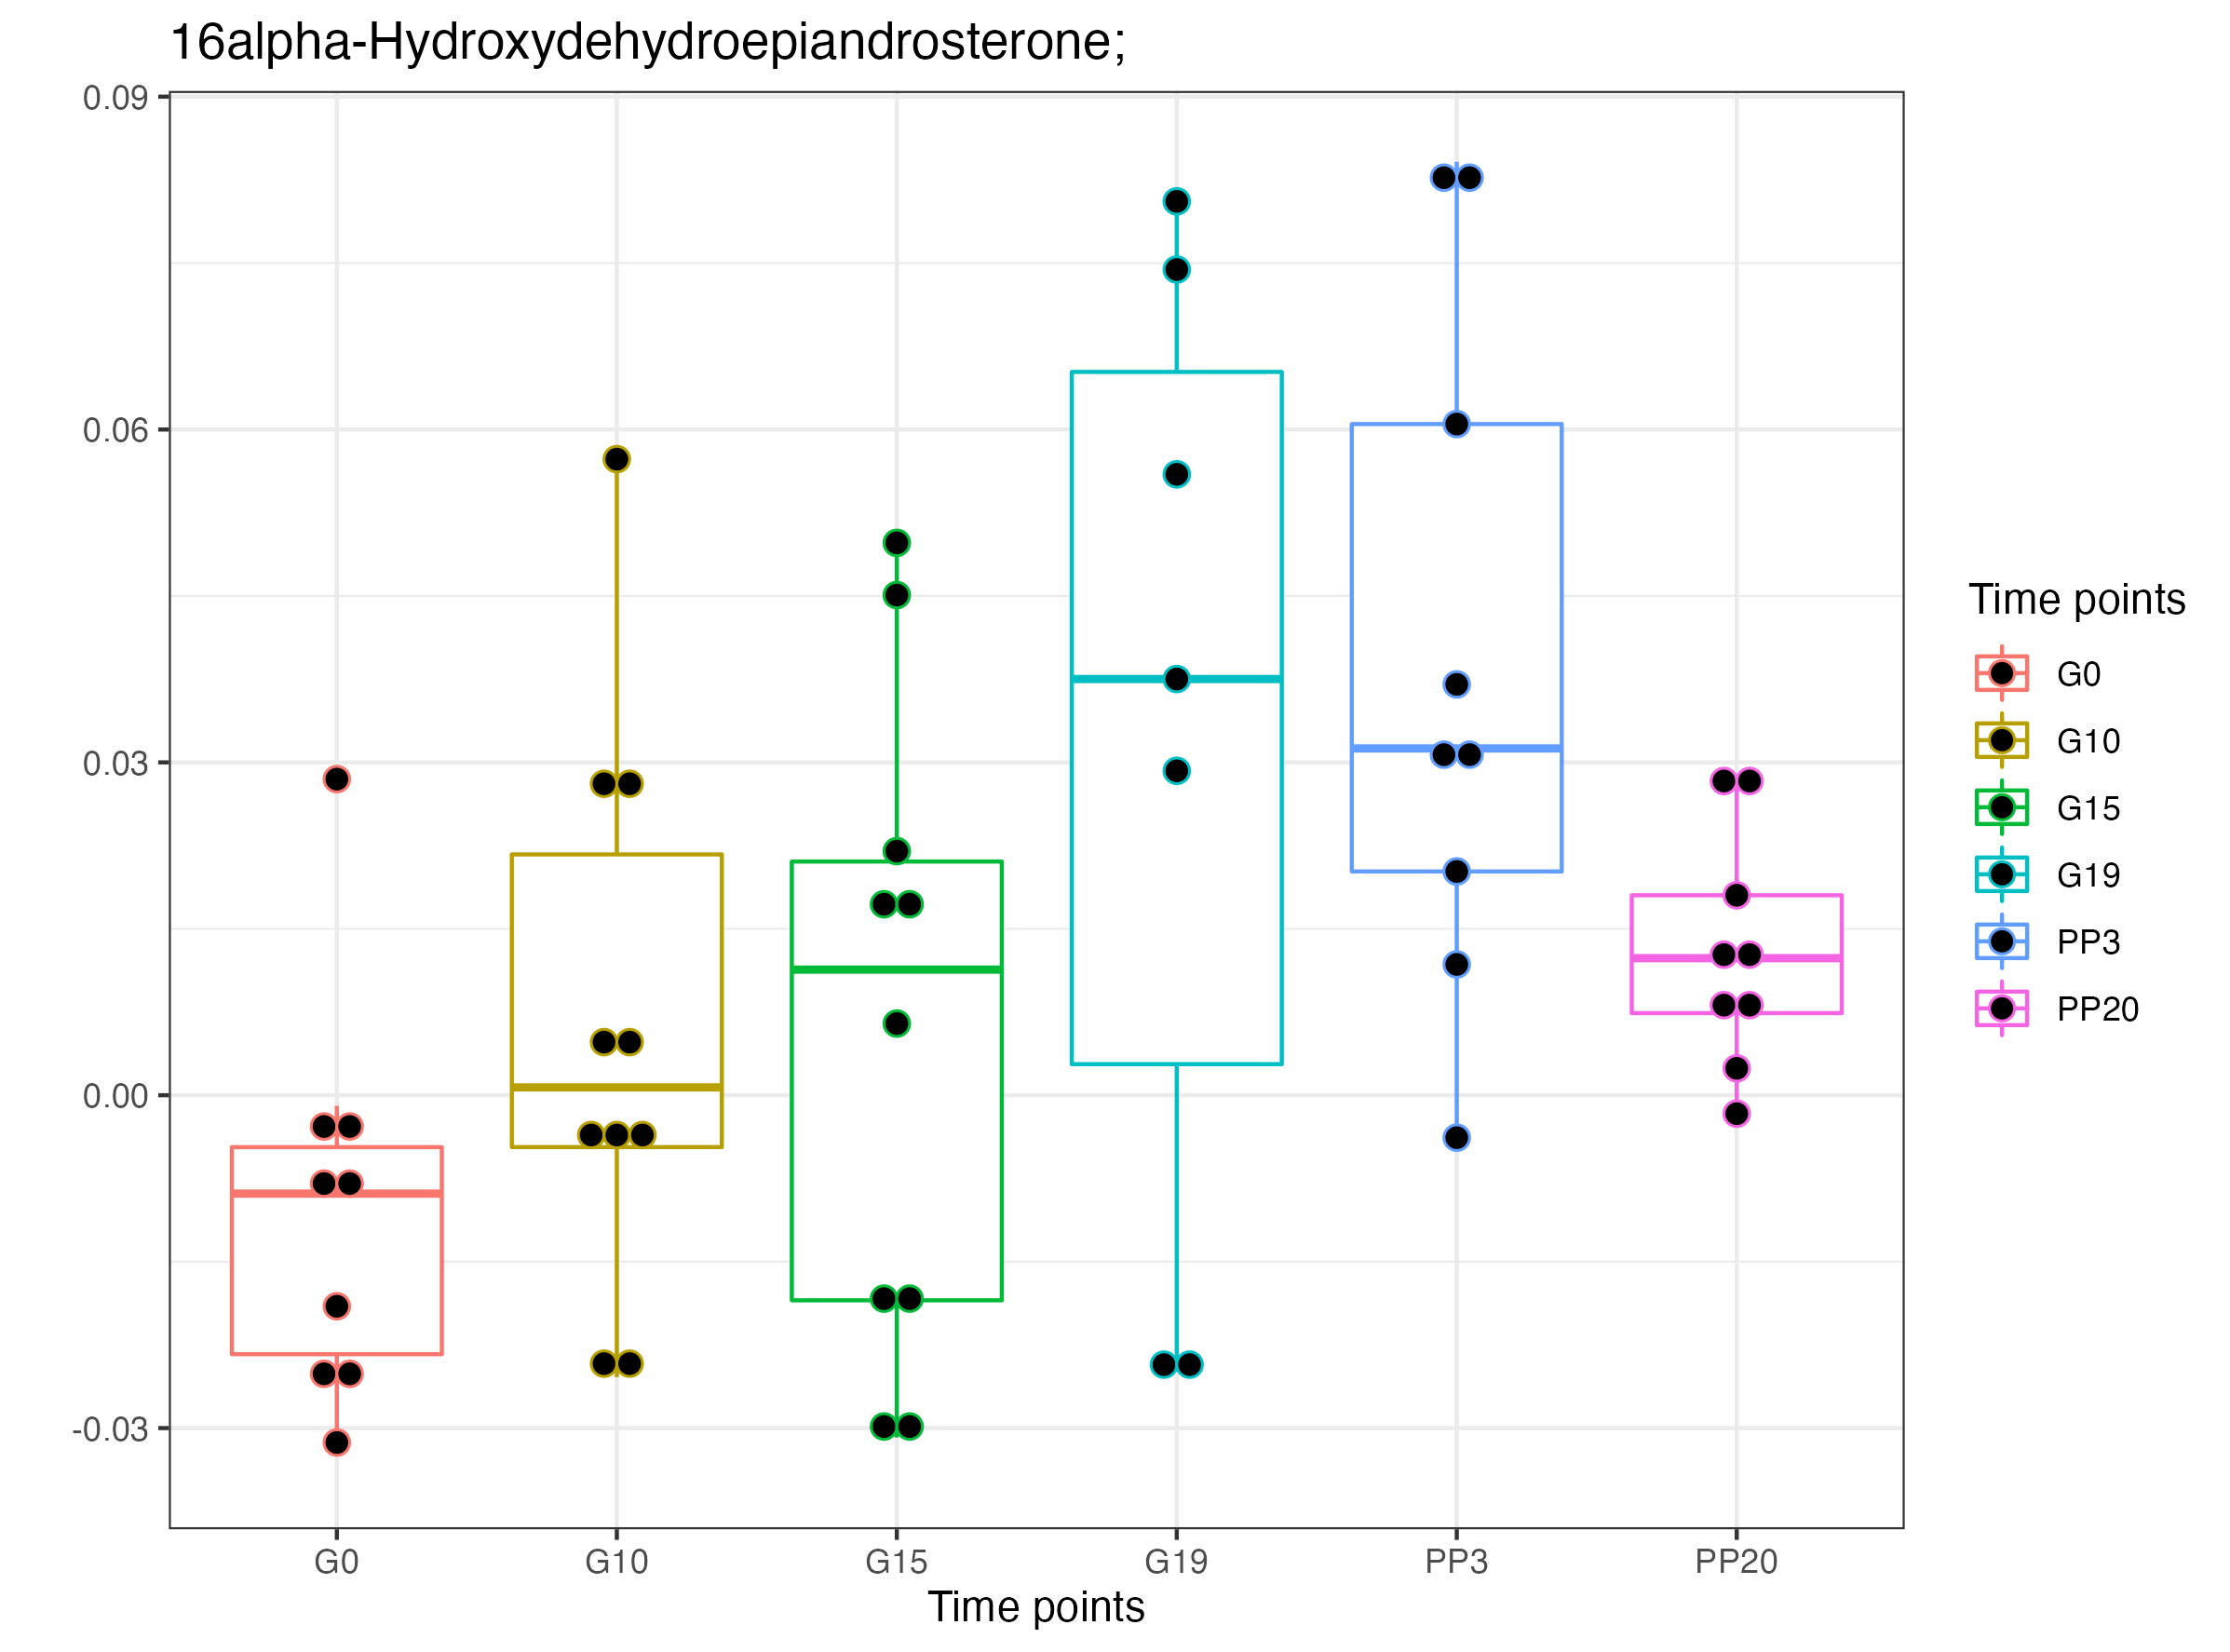 16alpha-Hydroxydehydroepiandrosterone;
0.09
0.06
0.03
0.00
-0.03
G0 G10 G15 G19 PP3 PP20
Time points
Time points
G0
G10
G15
G19
PP3
PP20